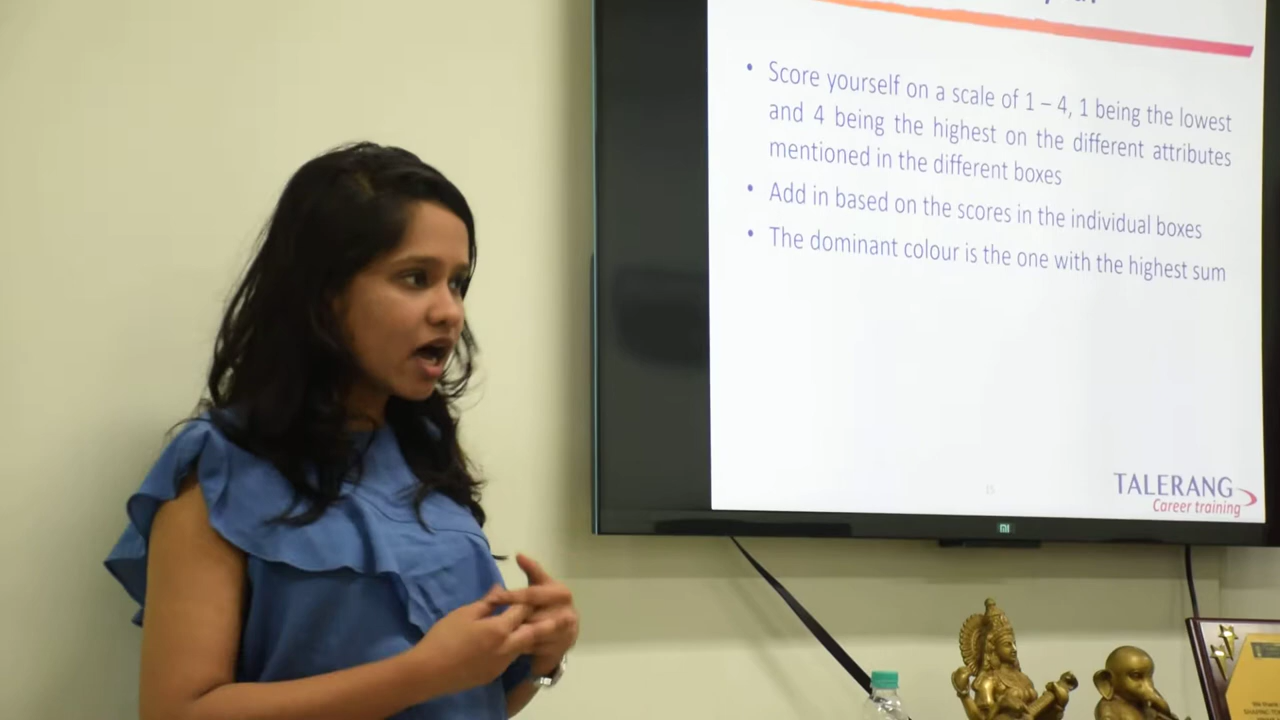 • Score yourself on a scale of 1 – 4, 1 being the lowest
and 4 being the highest on the different attributes
mentioned in the different boxes
• Add in based on the scores in the individual boxes
• The dominant colour is the one with the highest sum
15
TALERANG
Career training
mi